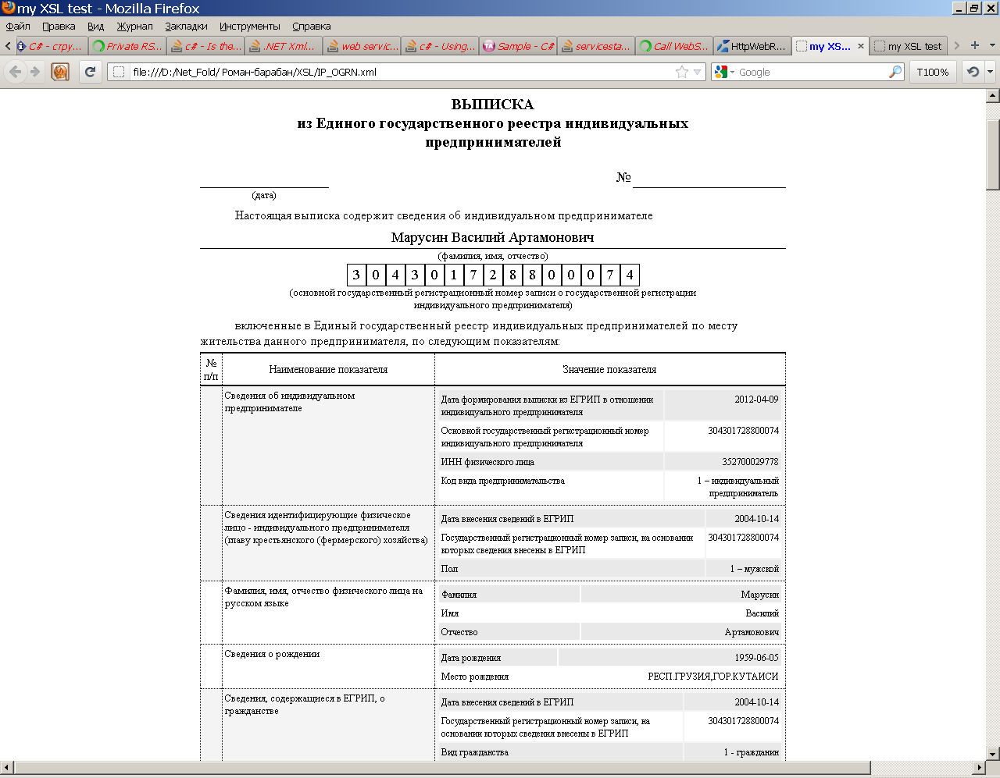 my XSL test - Mozilla Firefox
Файл Правка Вид Журнал Закладки Инструменты Справка
C# - стру... Private RS... c# - Is the... .NET Xml... web servic... c# - Using... Sample - C# servicesta... Call WebS... HttpWebR... my XS... my XSL test
file:///D:/Net_Fold/ Роман-барабан/XSL/IP_OGRN.xml Google T100%
ВЫПИСКА
из Единого государственного реестра индивидуальных
предпринимателей
№
(дата)
Настоящая выписка содержит сведения об индивидуальном предпринимателе
Марусин Василий Артамонович
(фамилия, имя, отчество)
3 0 4 3 0 1 7 2 8 8 0 0 0 7 4
(основной государственный регистрационный номер записи о государственной регистрации
индивидуального предпринимателя)
включенные в Единый государственный реестр индивидуальных предпринимателей по месту
жительства данного предпринимателя, по следующим показателям:
№
п/п
Наименование показателя
Значение показателя
Сведения об индивидуальном
предпринимателе
Дата формирования выписки из ЕГРИП в отношении
индивидуального предпринимателя
2012-04-09
Основной государственный регистрационный номер
индивидуального предпринимателя
304301728800074
ИНН физического лица
352700029778
Код вида предпринимательства
1 – индивидуальный
предприниматель
Сведения идентифицирующие физическое
лицо - индивидуального предпринимателя
(главу крестьянского (фермерского) хозяйства)
Дата внесения сведений в ЕГРИП
2004-10-14
Государственный регистрационный номер записи, на основании
которых сведения внесены в ЕГРИП
304301728800074
Пол
1 – мужской
Фамилия, имя, отчество физического лица на
русском языке
Фамилия
Марусин
Имя
Василий
Отчество
Артамонович
Сведения о рождении
Дата рождения
1959-06-05
Место рождения
РЕСП.ГРУЗИЯ,ГОР.КУТАИСИ
Сведения, содержащиеся в ЕГРИП, о
гражданстве
Дата внесения сведений в ЕГРИП
2004-10-14
Государственный регистрационный номер записи, на
основании которых сведения внесены в ЕГРИП
304301728800074
Вид гражданства
1 - гражданин